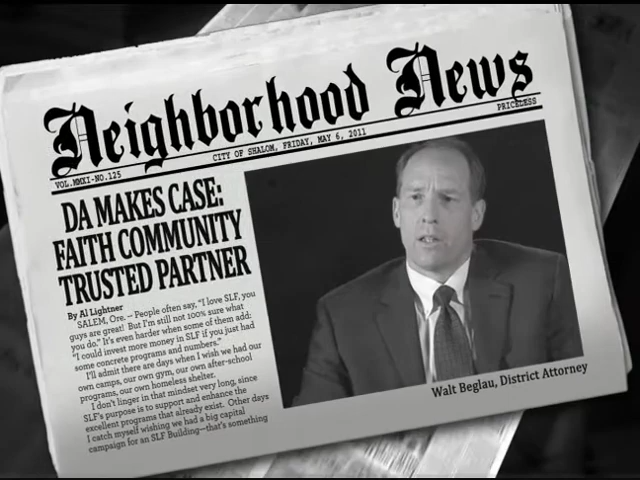 Neighborhood News
PRICELESS
CITY OF SHALOM, FRIDAY, MAY 6, 2011
VOL.MMXI-NO.125
DA MAKES CASE:
FAITH COMMUNITY
TRUSTED PARTNER
By Al Lightner
SALEM, Ore. — People often say, "I love SLF, you
guys are great! But I'm still not 100% sure what
you do." It's even harder when some of them add:
"I could invest more money in SLF if you just had
some concrete programs and numbers."
I'll admit there are days when I wish we had our
own camps, our own gym, our own after-school
programs, our own homeless shelter.
I don't linger in that mindset very long, since
SLF's purpose is to support and enhance the
excellent programs that already exist. Other days
I catch myself wishing we had a big capital
campaign for an SLF Building—that's something
Walt Beglau, District Attorney